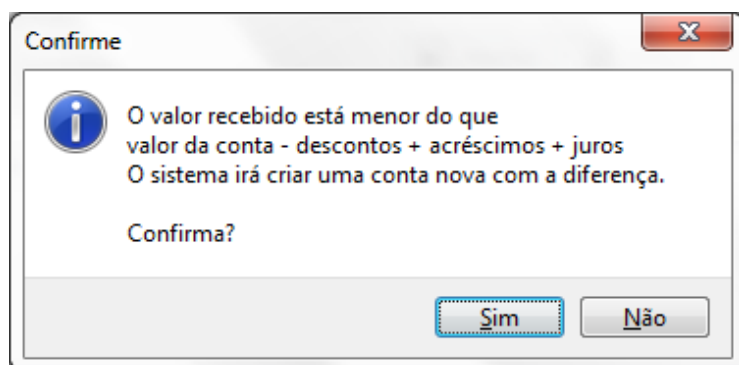 Confirme
O valor recebido está menor do que
valor da conta - descontos + acréscimos + juros
O sistema irá criar uma conta nova com a diferença.
Confirma?
Sim
Não